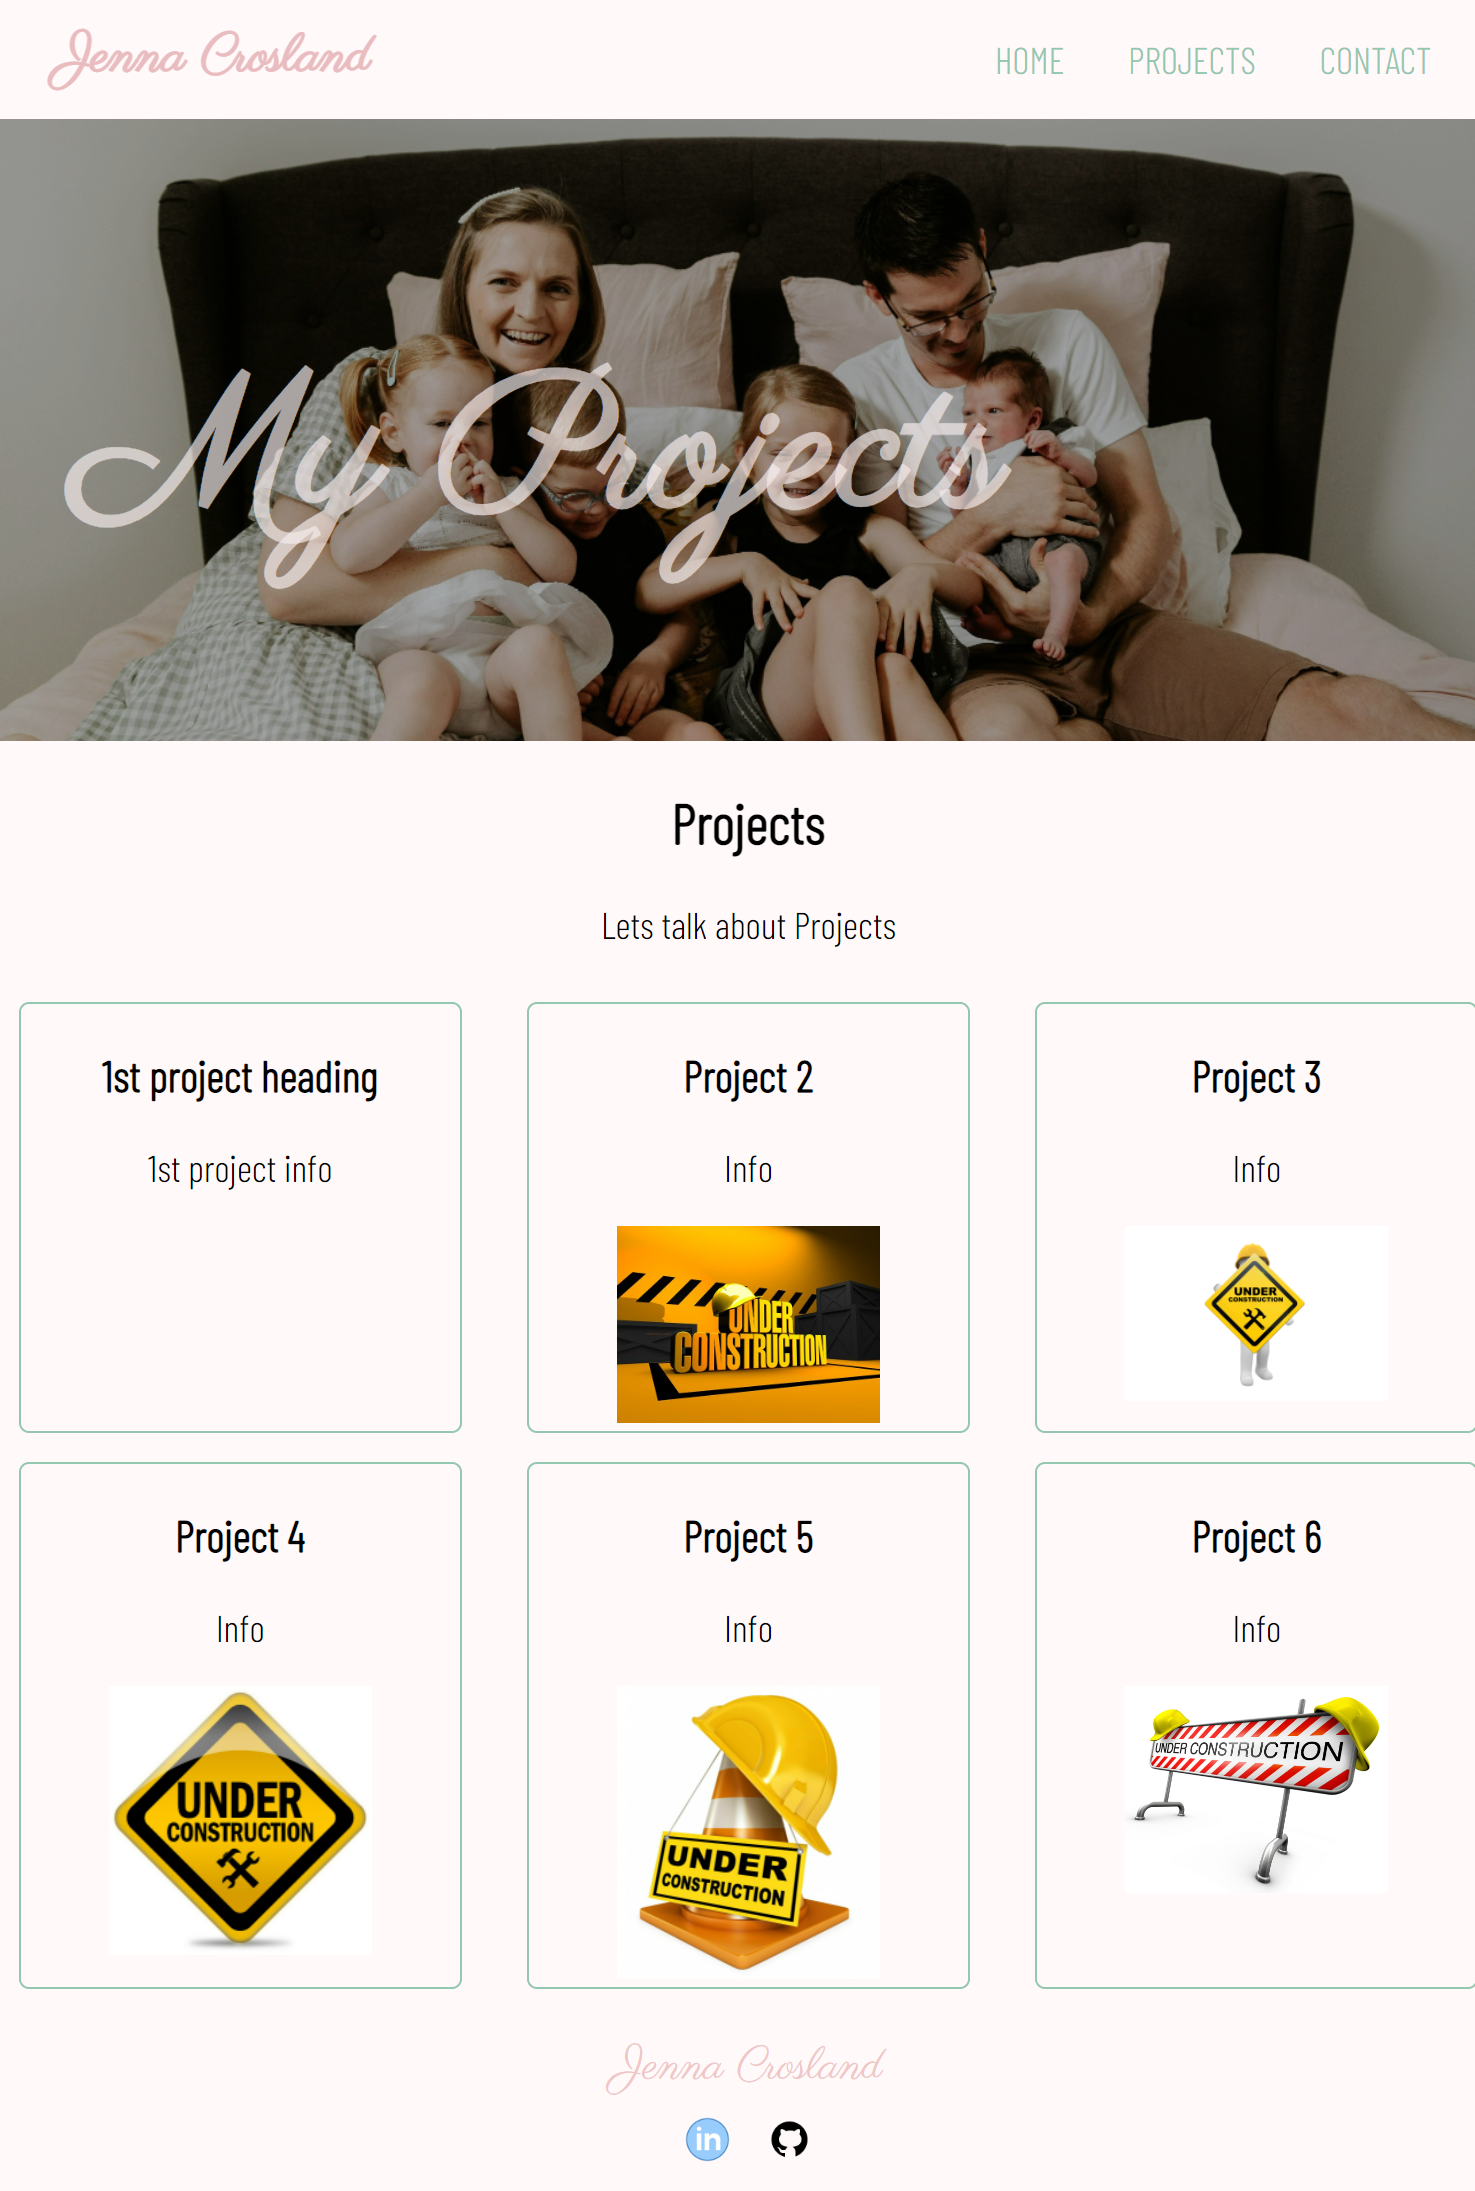 Jenna Crosland
HOME PROJECTS CONTACT
My Projects
Projects
Lets talk about Projects
1st project heading
1st project info
Project 2
Info
UNDER
CONSTRUCTION
Project 3
Info
UNDER
CONSTRUCTION
Project 4
Info
UNDER
CONSTRUCTION
Project 5
Info
UNDER
CONSTRUCTION
Project 6
Info
UNDER CONSTRUCTION
Jenna Crosland
in